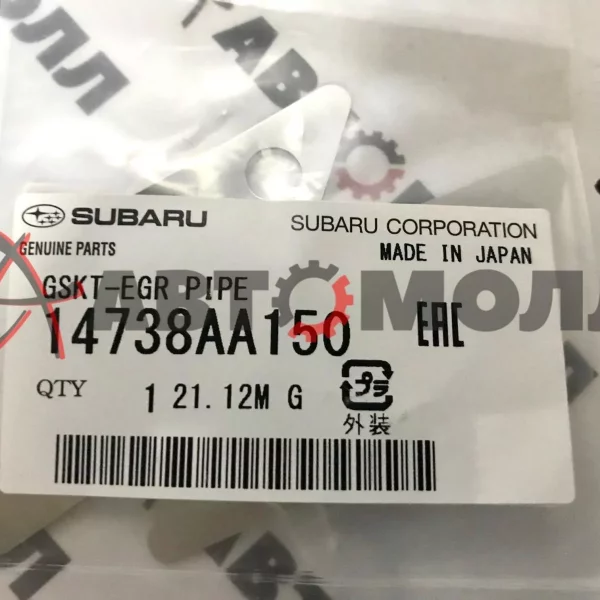 АВТОМОЛЛ
SUBARU
SUBARU CORPORATION
GENUINE PARTS
MADE IN JAPAN
GSKT-EGR PIPE
АВТОМОЛЛ
14738AA150
EAC
QTY
1 21.12M G
プラ
外装